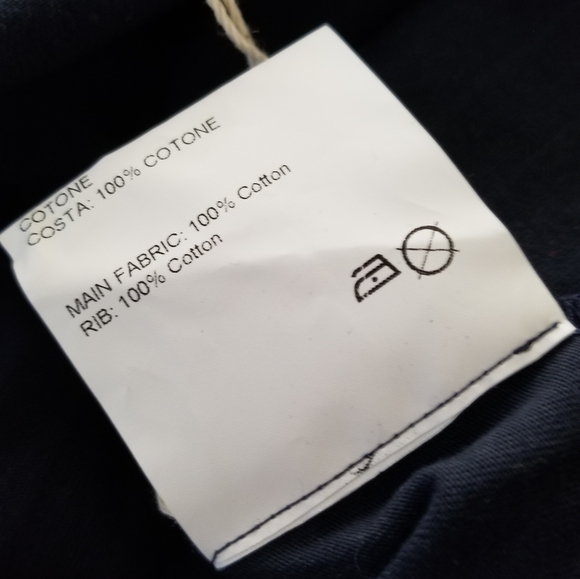 COTONE
COSTA: 100% COTONE
MAIN FABRIC: 100% Cotton
RIB: 100% Cotton